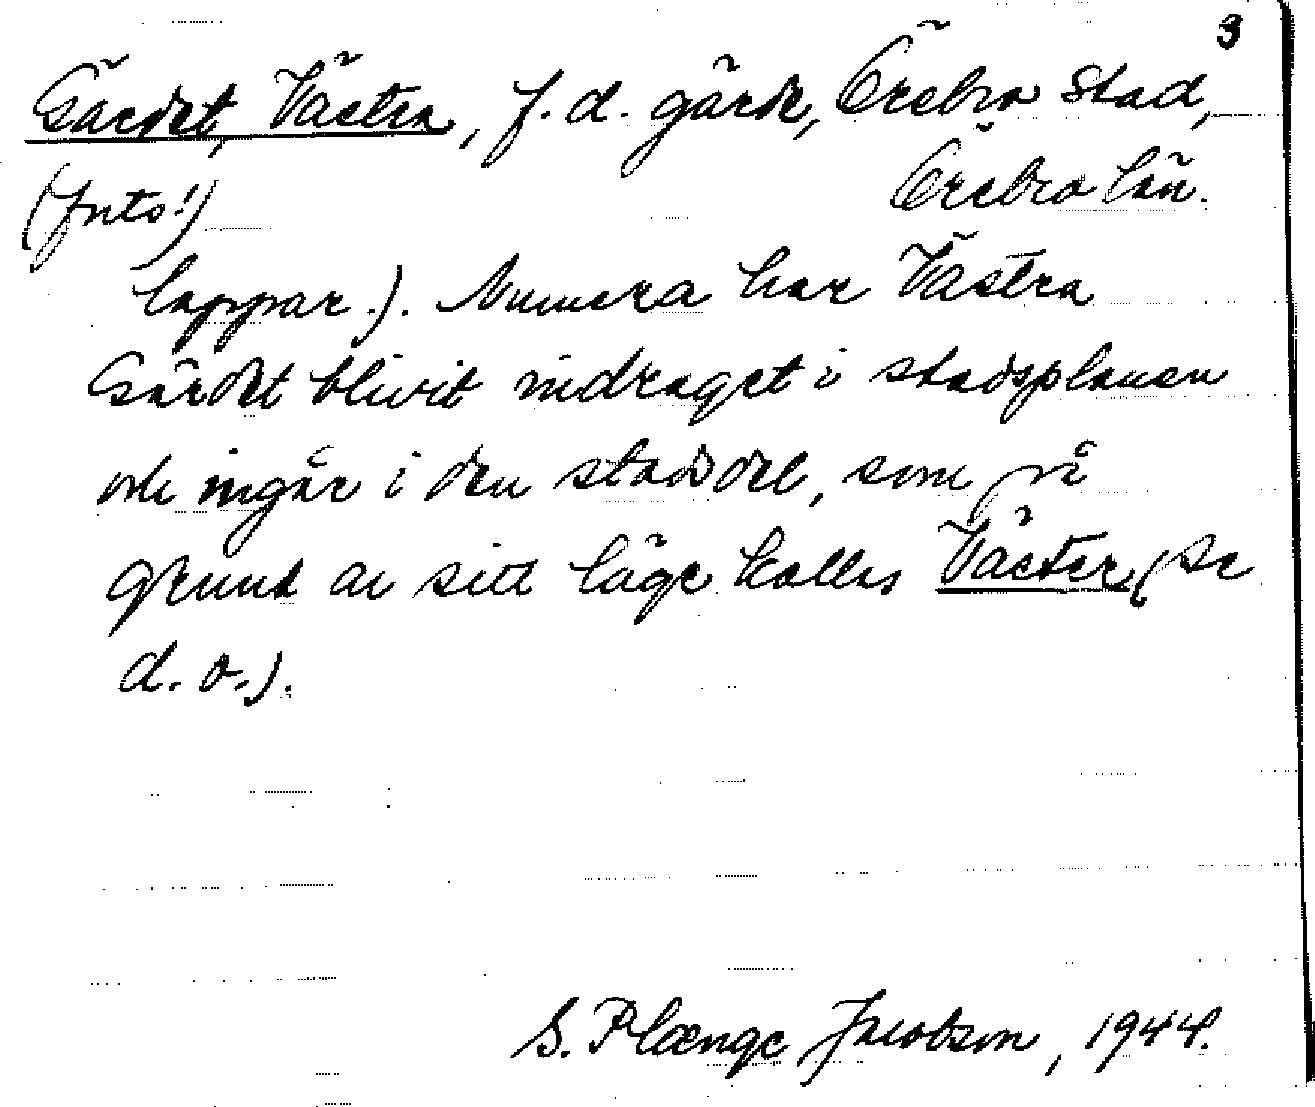 3
Gärdet, Västra, f. d. gärde, Örebro stad,
(forts!) Örebro län.
lappar.). Numera har Västra
Gärdet blivit indraget i stadsplanen
och ingår i den stadsdel, som på
grund av sitt läge kallas Väster (se
d. o.).
S. Plænge Jacobson, 1944.